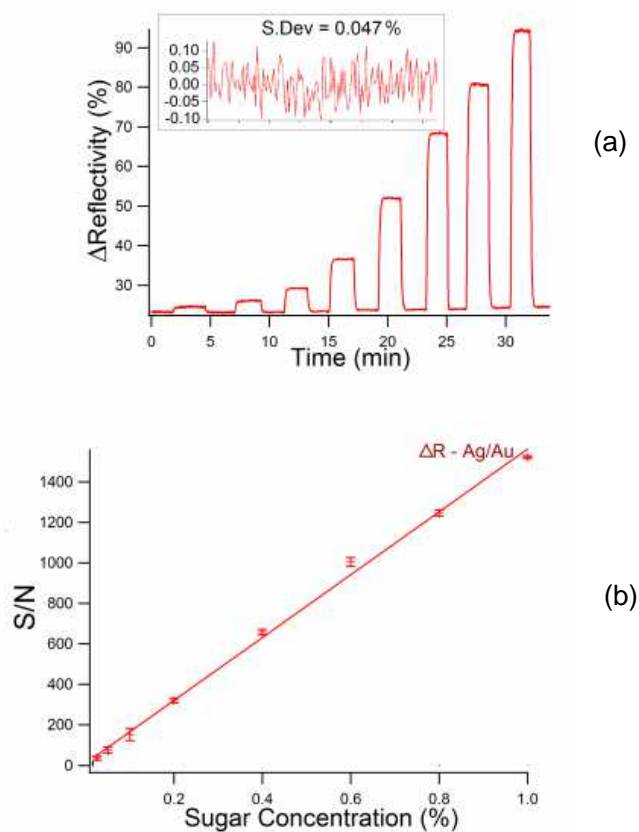 S.Dev = 0.047 %
0.10
0.05
0.00
-0.05
-0.10
90
80
70
60
50
40
30
ΔReflectivity (%)
0 5 10 15 20 25 30
Time (min)
(a)
ΔR - Ag/Au
1400
1200
1000
800
600
400
200
0
S/N
0.2 0.4 0.6 0.8 1.0
Sugar Concentration (%)
(b)